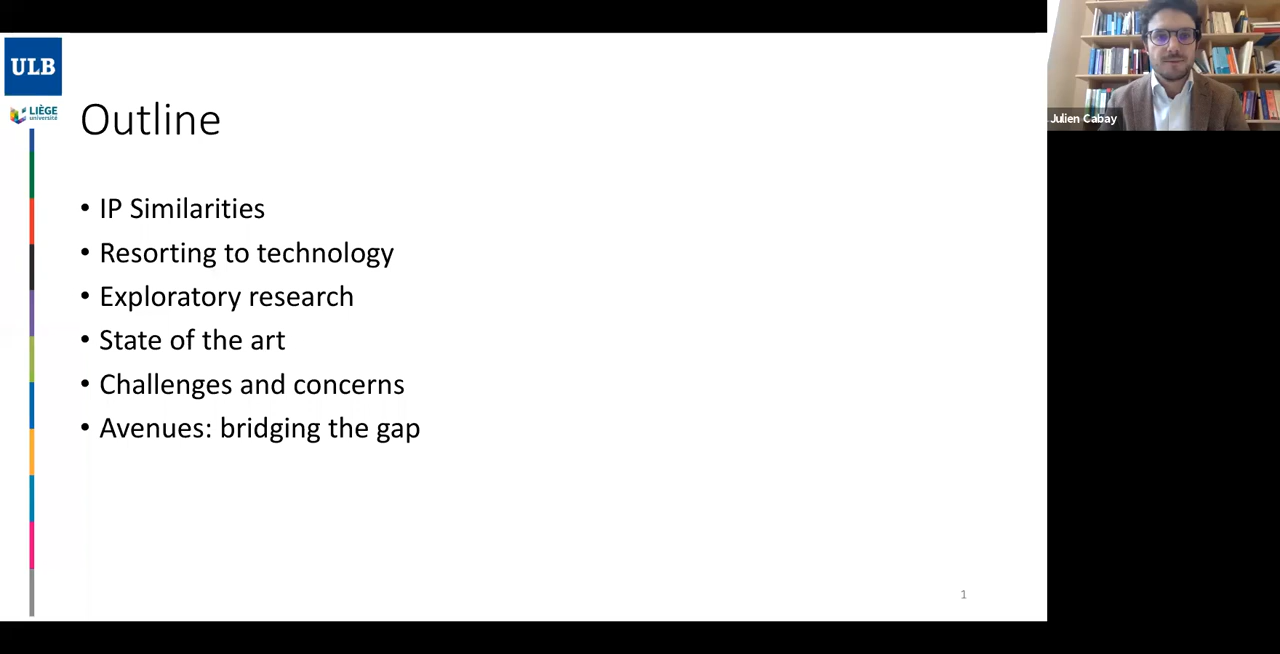 ULB
LIÈGE
université
Outline
• IP Similarities
• Resorting to technology
• Exploratory research
• State of the art
• Challenges and concerns
• Avenues: bridging the gap
1
Julien Cabay